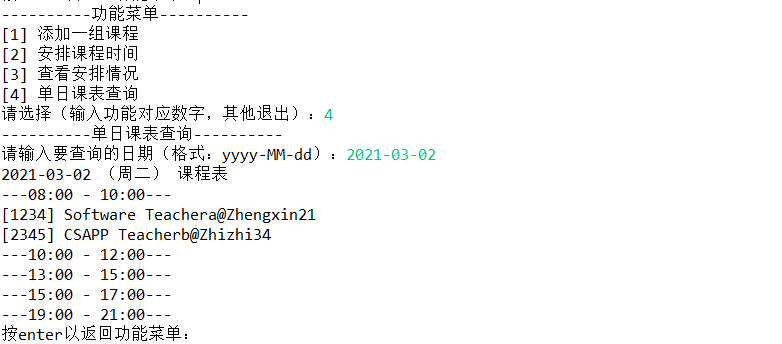 ----------功能菜单----------
[1] 添加一组课程
[2] 安排课程时间
[3] 查看安排情况
[4] 单日课表查询
请选择（输入功能对应数字，其他退出）：4
----------单日课表查询----------
请输入要查询的日期（格式：yyyy-MM-dd）：2021-03-02
2021-03-02 （周二） 课程表
---08:00 - 10:00---
[1234] Software Teachera@Zhengxin21
[2345] CSAPP Teacherb@Zhizhi34
---10:00 - 12:00---
---13:00 - 15:00---
---15:00 - 17:00---
---19:00 - 21:00---
按enter以返回功能菜单：